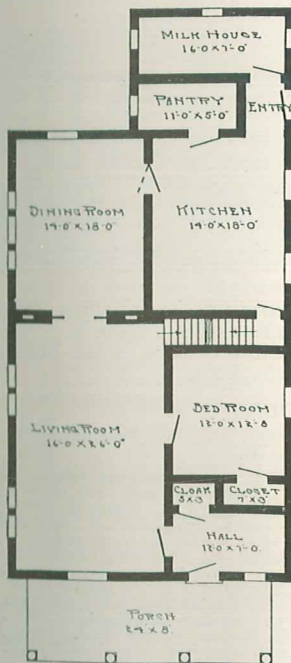 MILK HOUSE
16-0 X 7-0"
PANTRY
11'-0" X 5'-0"
ENTRY
DINING ROOM
14-0" X 18-0"
KITCHEN
14-0" X 18-0"
BED ROOM
12-0 X 12-8
LIVING ROOM
16-0 X 26-0"
CLOAK
5 X 3
CLOSET
7' X 3'
HALL
12-0 X 7-0.
PORCH
24' X 8'